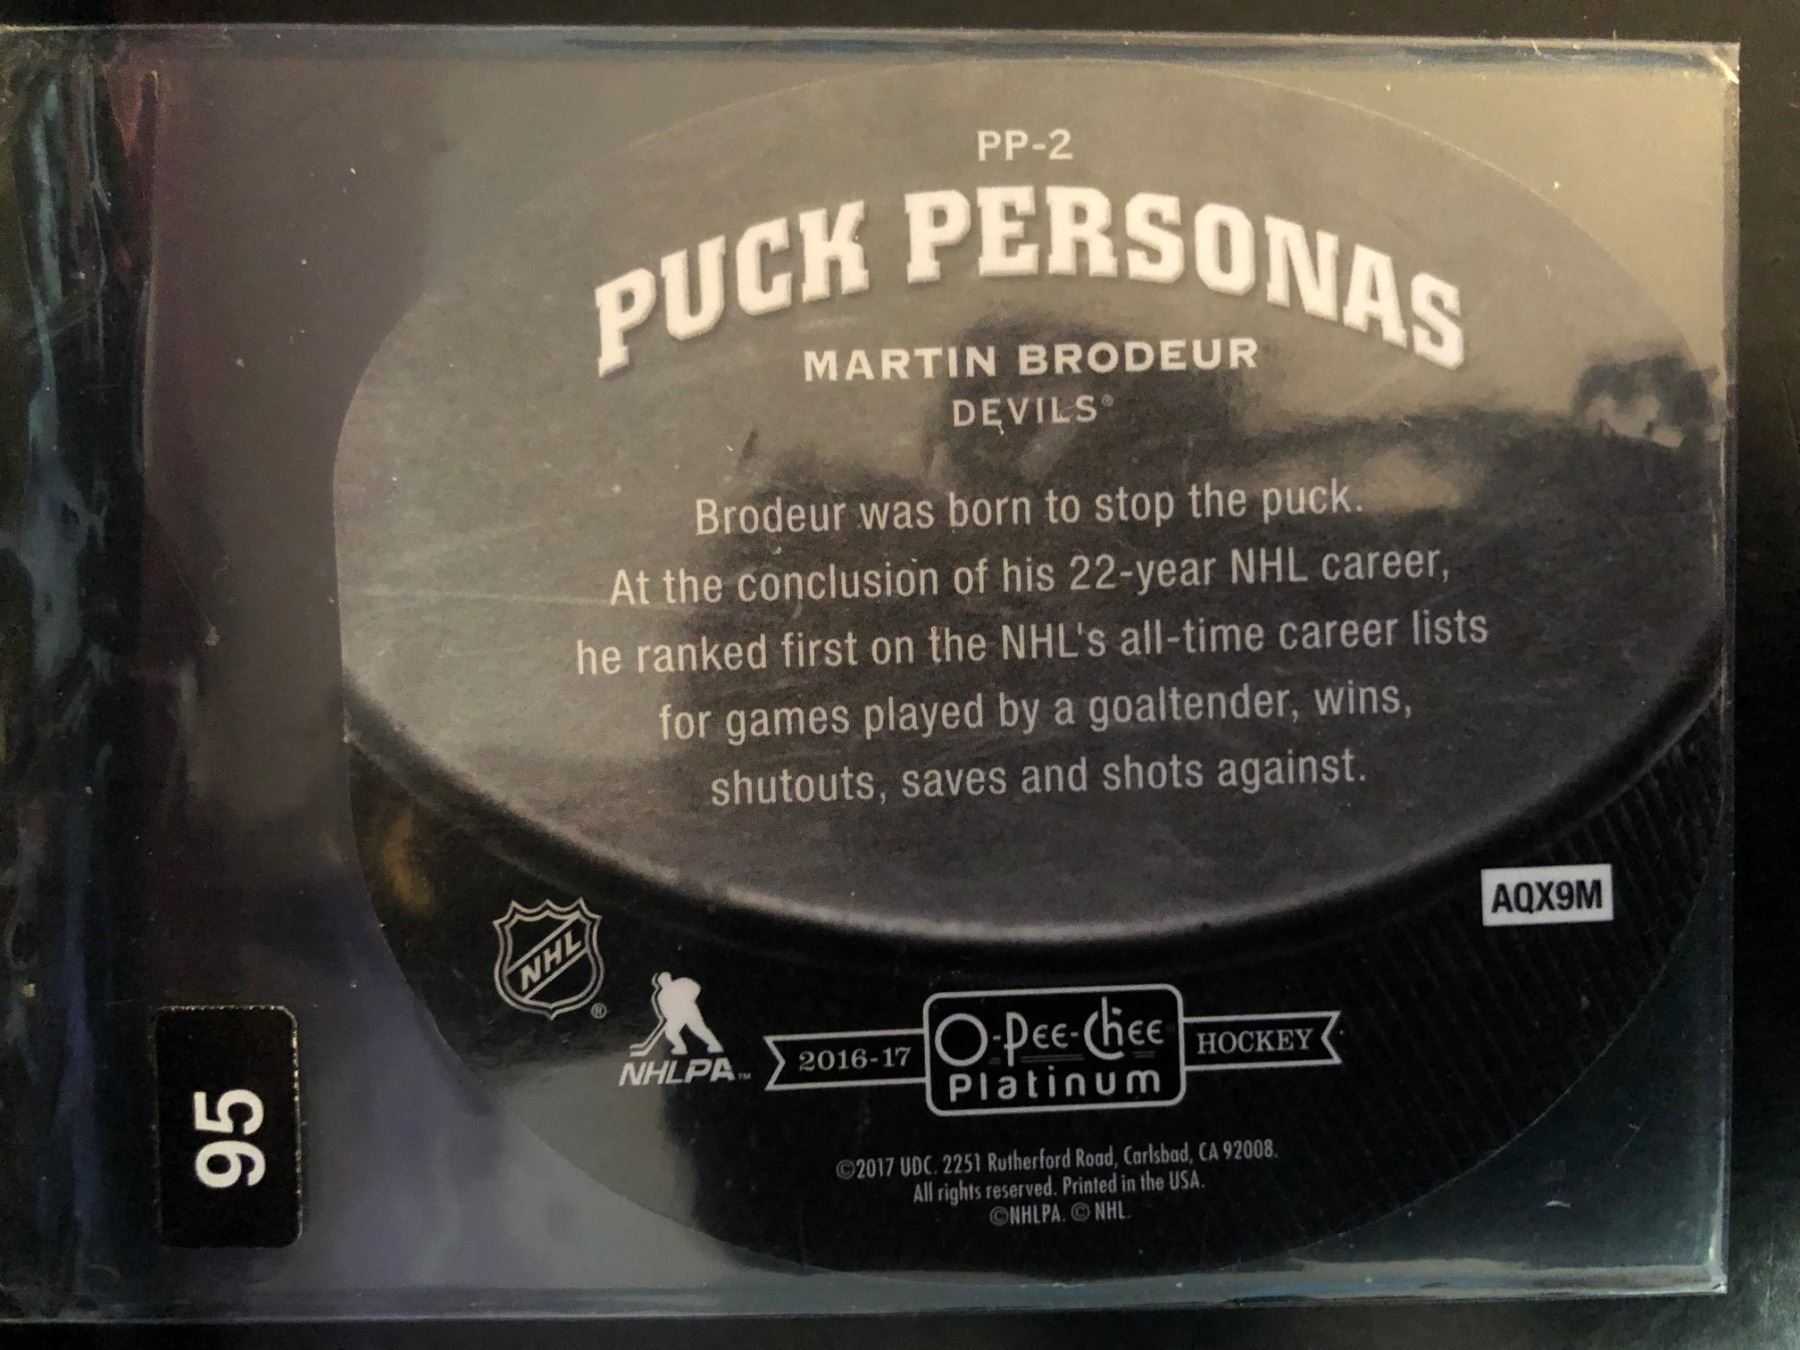 PP-2
PUCK PERSONAS
MARTIN BRODEUR
DEVILS®
Brodeur was born to stop the puck.
At the conclusion of his 22-year NHL career,
he ranked first on the NHL's all-time career lists
for games played by a goaltender, wins,
shutouts, saves and shots against.
AQX9M
NHL®
NHLPA™
2016-17 O-Pee-Chee HOCKEY
Platinum
©2017 UDC. 2251 Rutherford Road, Carlsbad, CA 92008.
All rights reserved. Printed in the USA.
©NHLPA. © NHL.
95